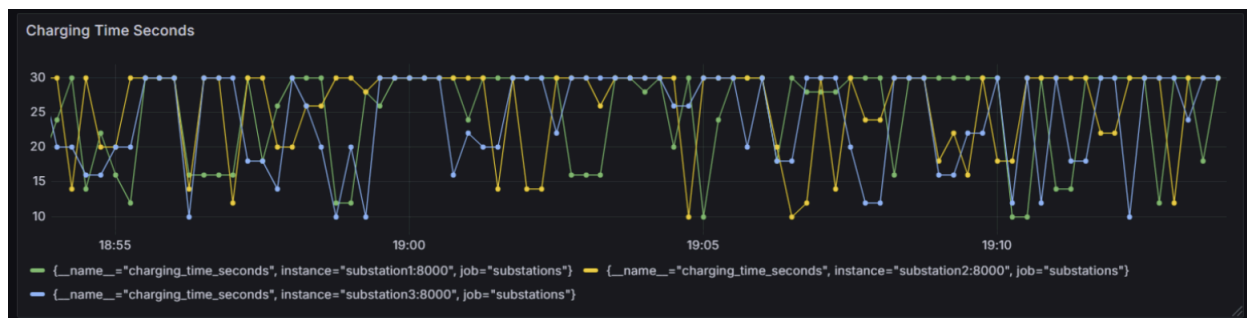 Charging Time Seconds
30
25
20
15
10
18:55 19:00 19:05 19:10
{__name__="charging_time_seconds", instance="substation1:8000", job="substations"} {__name__="charging_time_seconds", instance="substation2:8000", job="substations"}
{__name__="charging_time_seconds", instance="substation3:8000", job="substations"}